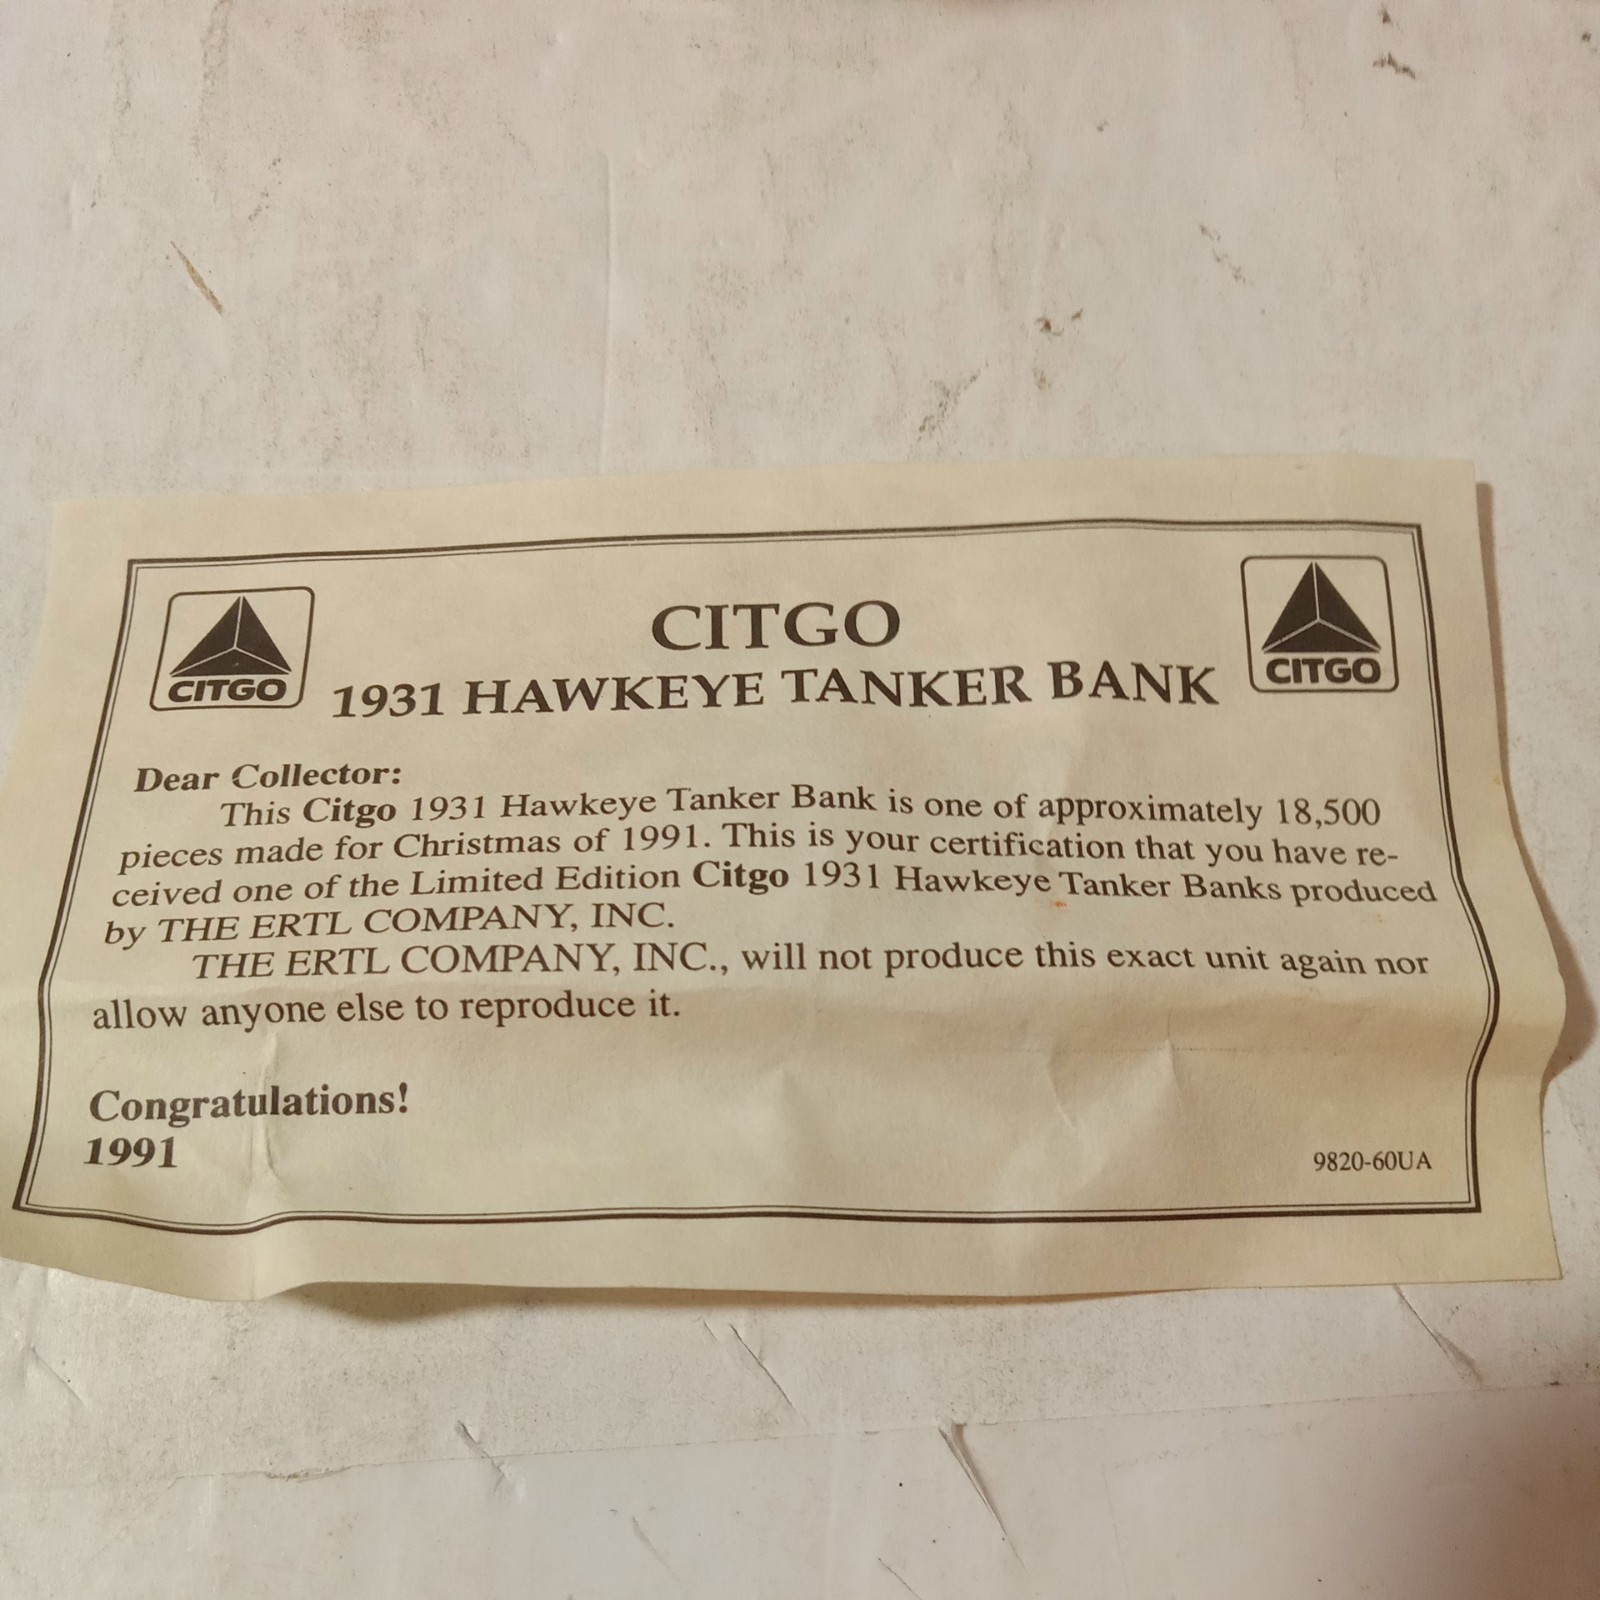 CITGO
CITGO
CITGO
1931 HAWKEYE TANKER BANK
Dear Collector:
This Citgo 1931 Hawkeye Tanker Bank is one of approximately 18,500
pieces made for Christmas of 1991. This is your certification that you have re-
ceived one of the Limited Edition Citgo 1931 Hawkeye Tanker Banks produced
by THE ERTL COMPANY, INC.
THE ERTL COMPANY, INC., will not produce this exact unit again nor
allow anyone else to reproduce it.
Congratulations!
1991
9820-60UA